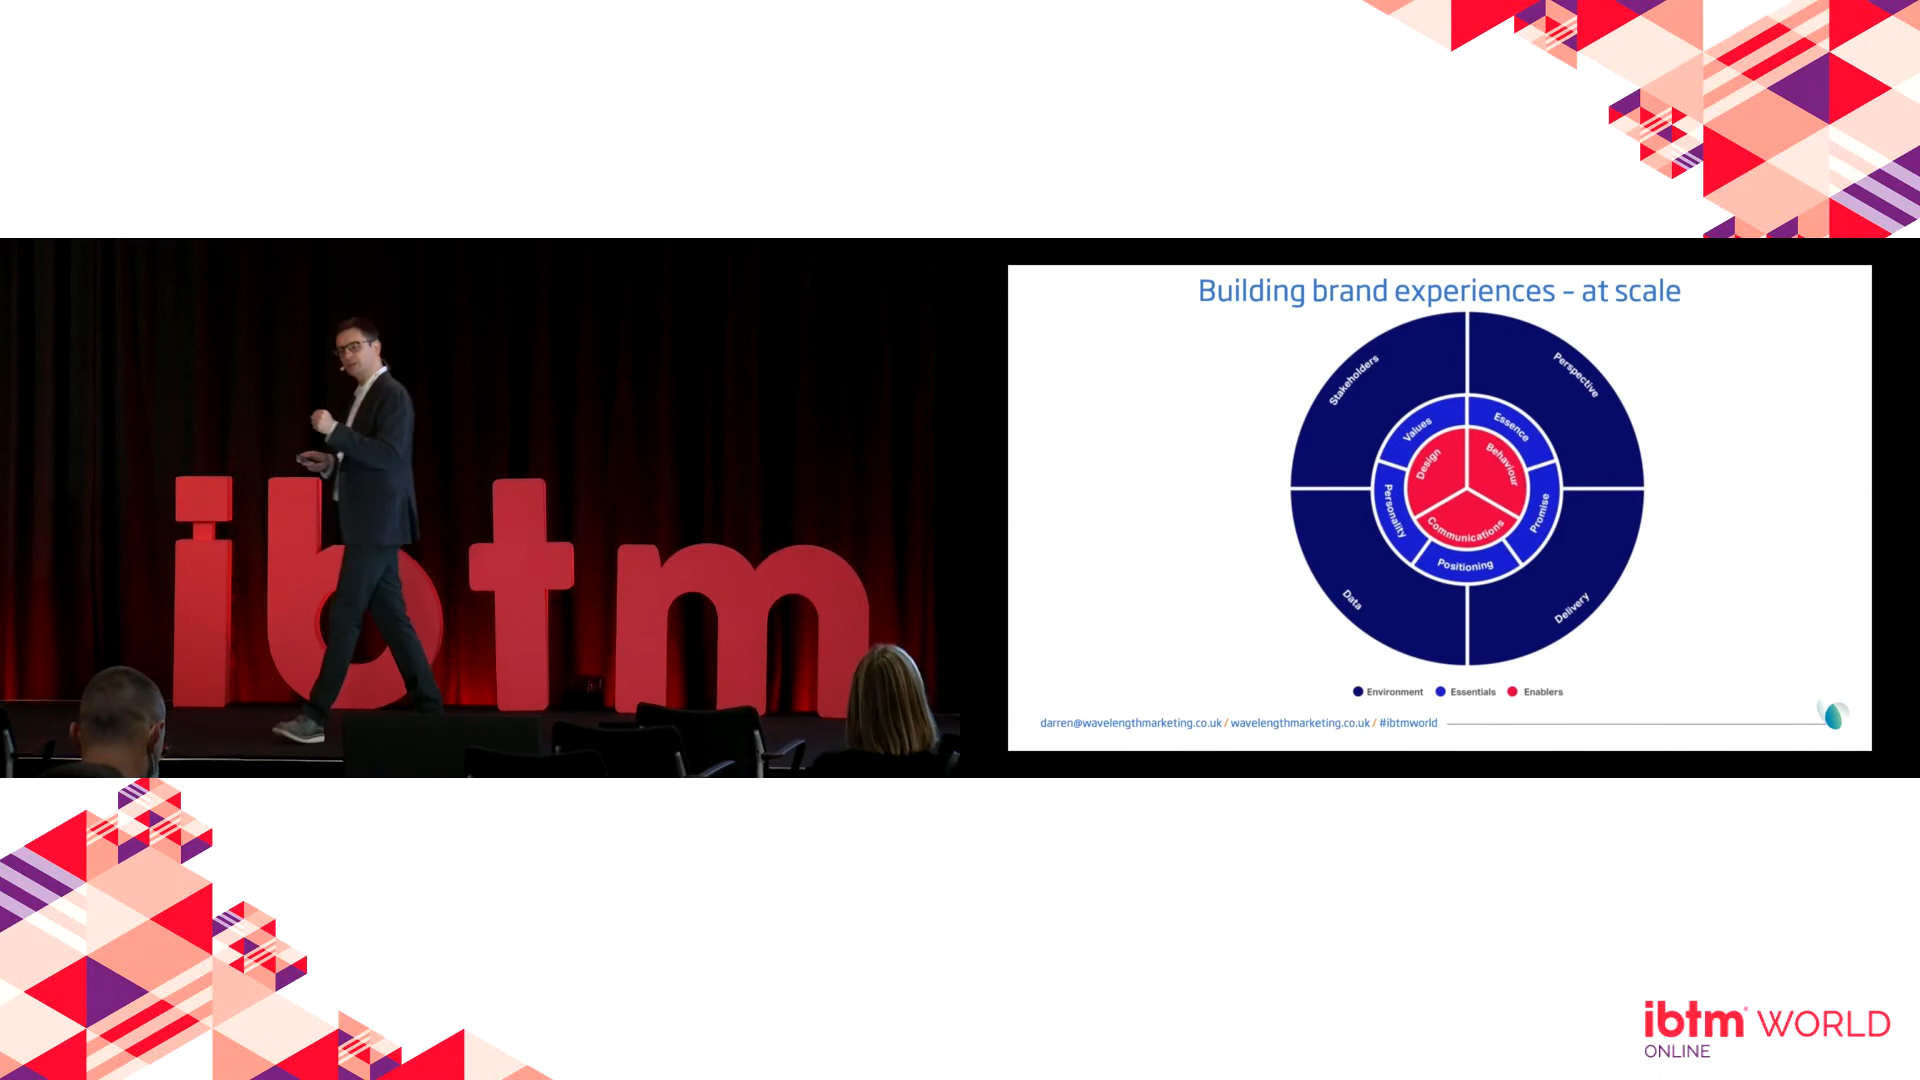 ibtm
Building brand experiences – at scale
Stakeholders
Perspective
Values
Essence
Design
Behaviour
Personality
Promise
Communications
Positioning
Data
Delivery
Environment
Essentials
Enablers
darren@wavelengthmarketing.co.uk / wavelengthmarketing.co.uk / #ibtmworld
ibtm WORLD
ONLINE